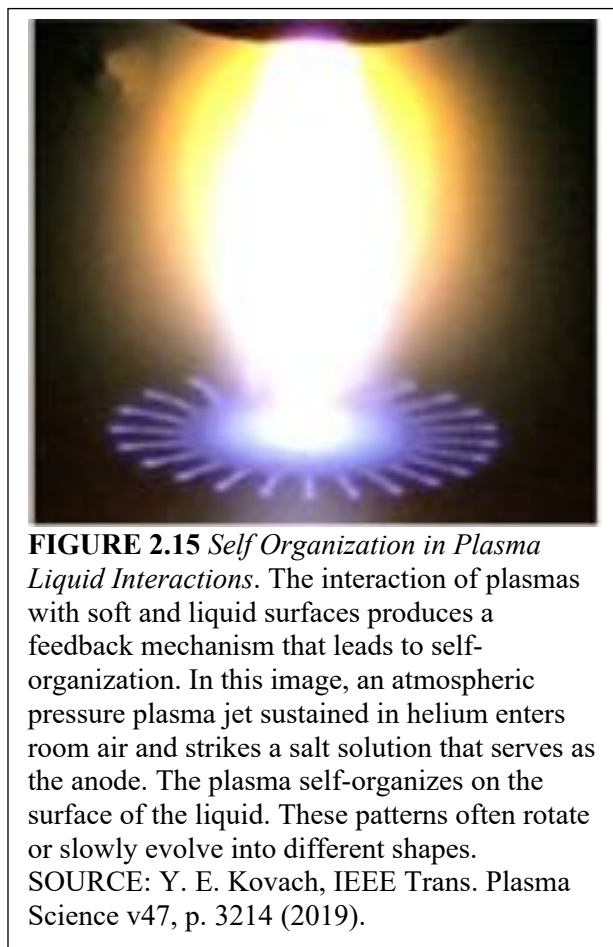 FIGURE 2.15 Self Organization in Plasma
Liquid Interactions. The interaction of plasmas
with soft and liquid surfaces produces a
feedback mechanism that leads to self-
organization. In this image, an atmospheric
pressure plasma jet sustained in helium enters
room air and strikes a salt solution that serves as
the anode. The plasma self-organizes on the
surface of the liquid. These patterns often rotate
or slowly evolve into different shapes.
SOURCE: Y. E. Kovach, IEEE Trans. Plasma
Science v47, p. 3214 (2019).